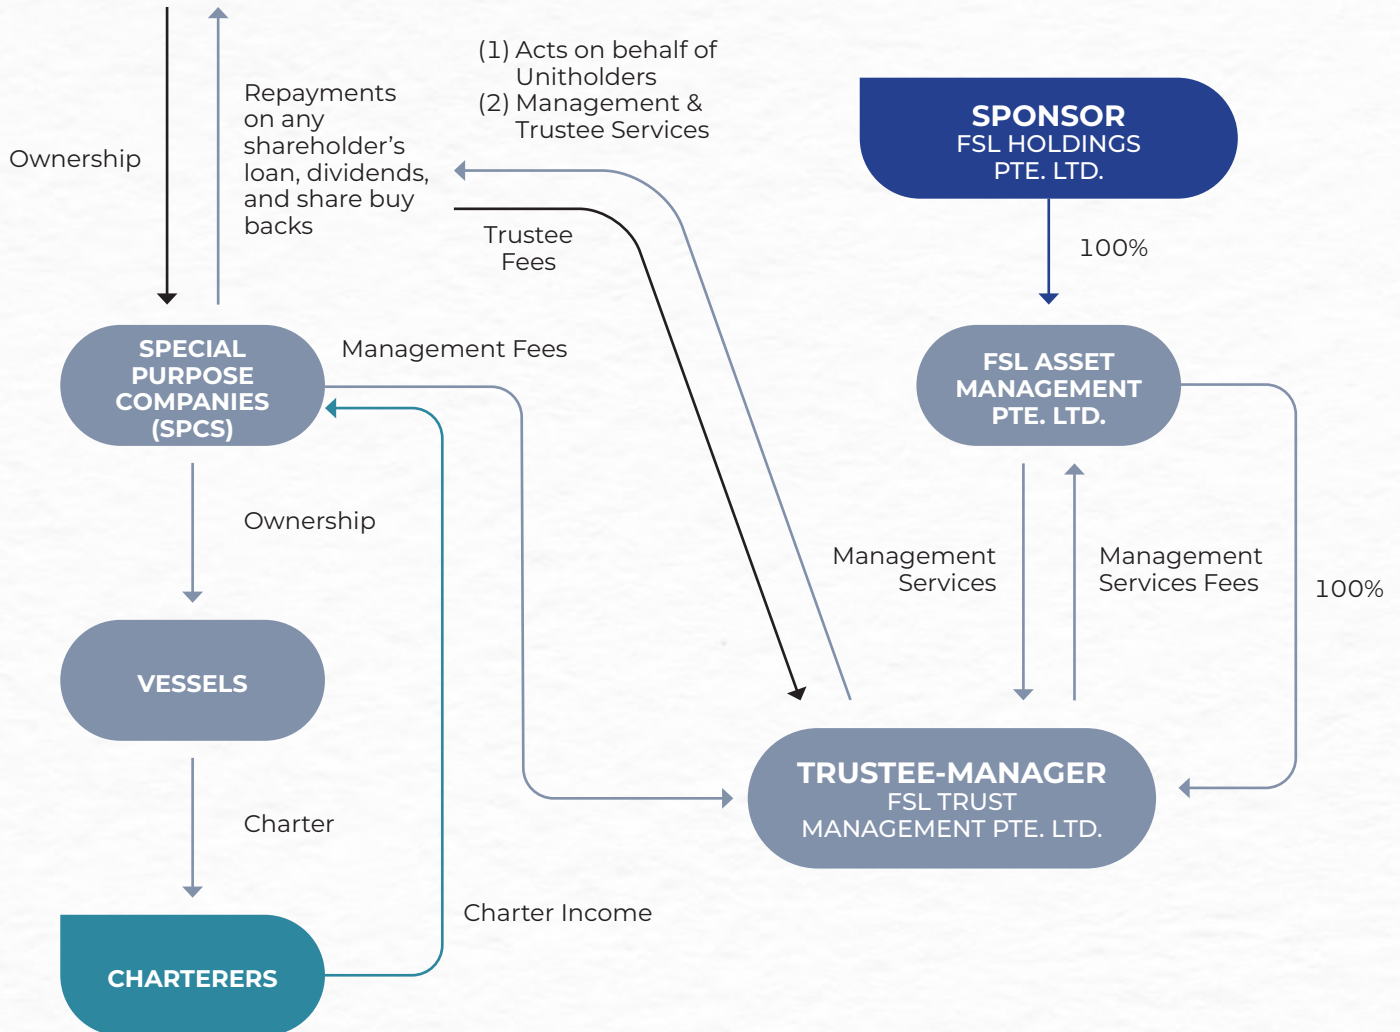 (1) Acts on behalf of
Unitholders
(2) Management &
Trustee Services
Repayments
on any
shareholder’s
loan, dividends,
and share buy
backs
Ownership
SPONSOR
FSL HOLDINGS
PTE. LTD.
Trustee
Fees
100%
SPECIAL
PURPOSE
COMPANIES
(SPCS)
Management Fees
FSL ASSET
MANAGEMENT
PTE. LTD.
Ownership
Management
Services
Management
Services Fees
100%
VESSELS
TRUSTEE-MANAGER
FSL TRUST
MANAGEMENT PTE. LTD.
Charter
Charter Income
CHARTERERS